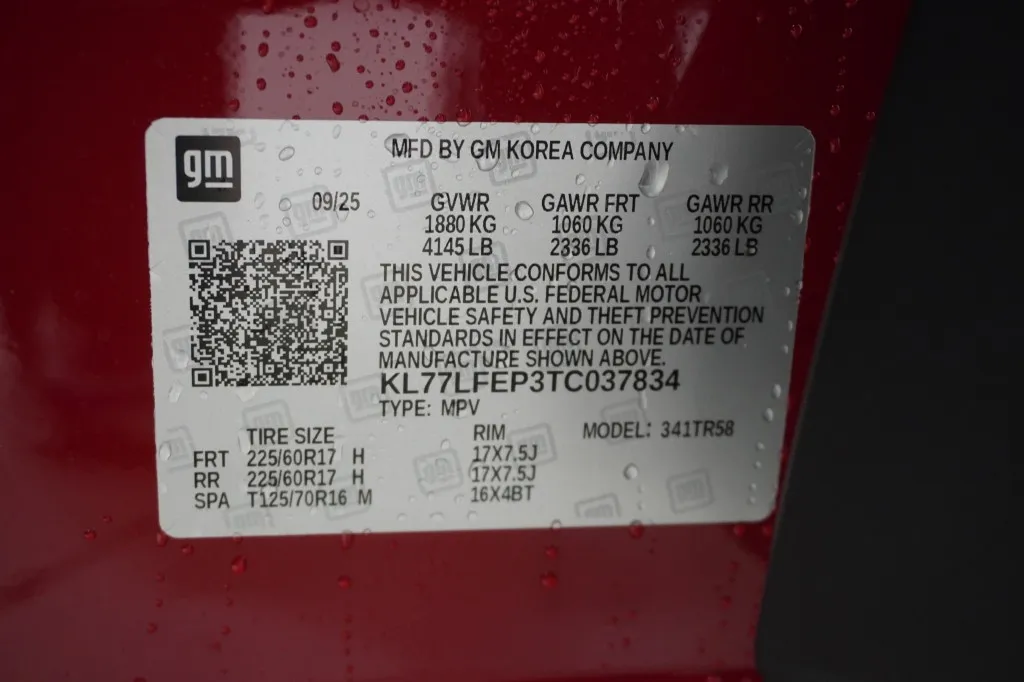 gm
MFD BY GM KOREA COMPANY
09/25
GVWR GAWR FRT GAWR RR
1880 KG 1060 KG 1060 KG
4145 LB 2336 LB 2336 LB
THIS VEHICLE CONFORMS TO ALL
APPLICABLE U.S. FEDERAL MOTOR
VEHICLE SAFETY AND THEFT PREVENTION
STANDARDS IN EFFECT ON THE DATE OF
MANUFACTURE SHOWN ABOVE.
KL77LFEP3TC037834
TYPE: MPV
TIRE SIZE RIM MODEL: 341TR58
FRT 225/60R17 H 17X7.5J
RR 225/60R17 H 17X7.5J
SPA T125/70R16 M 16X4BT